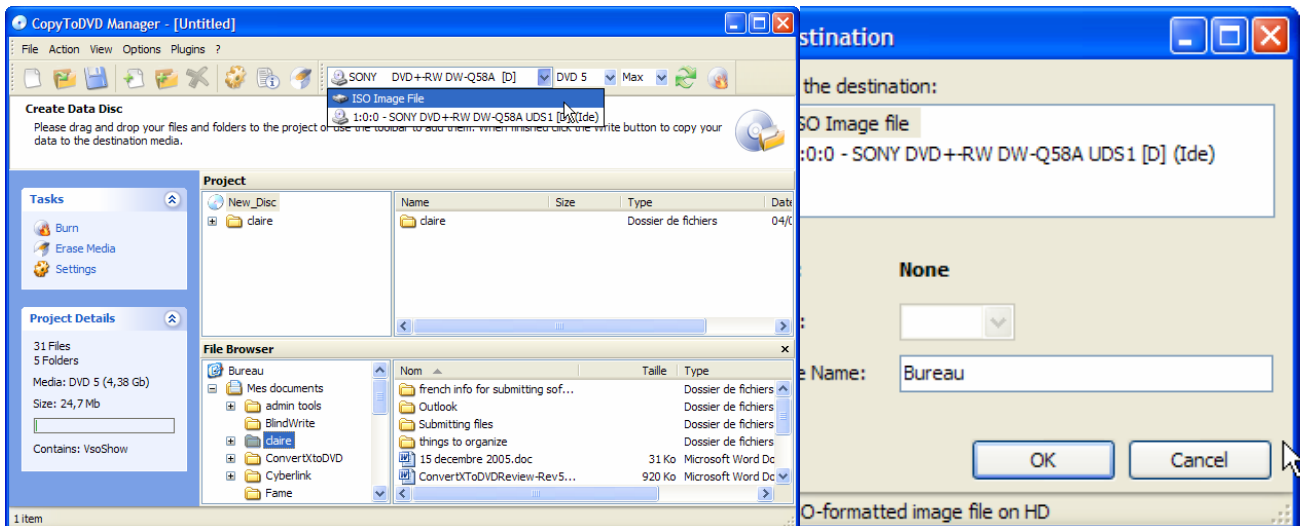 CopyToDVD Manager - [Untitled]
File Action View Options Plugins ?
SONY DVD+-RW DW-Q58A [D] DVD 5 Max
ISO Image File
1:0:0 - SONY DVD+-RW DW-Q58A UDS1 [D] (Ide)
Create Data Disc
Please drag and drop your files and folders to the project or use the toolbar to add them. When finished click the write button to copy your
data to the destination media.
Tasks
Burn
Erase Media
Settings
Project Details
31 Files
5 Folders
Media: DVD 5 (4,38 Gb)
Size: 24,7 Mb
Contains: VsoShow
Project
New_Disc
claire
Name Size Type Date
claire Dossier de fichiers 04/0
File Browser x
Bureau
Mes documents
admin tools
BlindWrite
claire
ConvertXtoDVD
Cyberlink
Fame
Nom Taille Type
french info for submitting sof... Dossier de fichiers
Outlook Dossier de fichiers
Submitting files Dossier de fichiers
things to organize Dossier de fichiers
15 decembre 2005.doc 31 Ko Microsoft Word Do
ConvertXToDVDReview-Rev5... 920 Ko Microsoft Word Do
1 item
stination
the destination:
SO Image file
:0:0 - SONY DVD+-RW DW-Q58A UDS1 [D] (Ide)
: None
:
e Name: Bureau
OK Cancel
O-formatted image file on HD